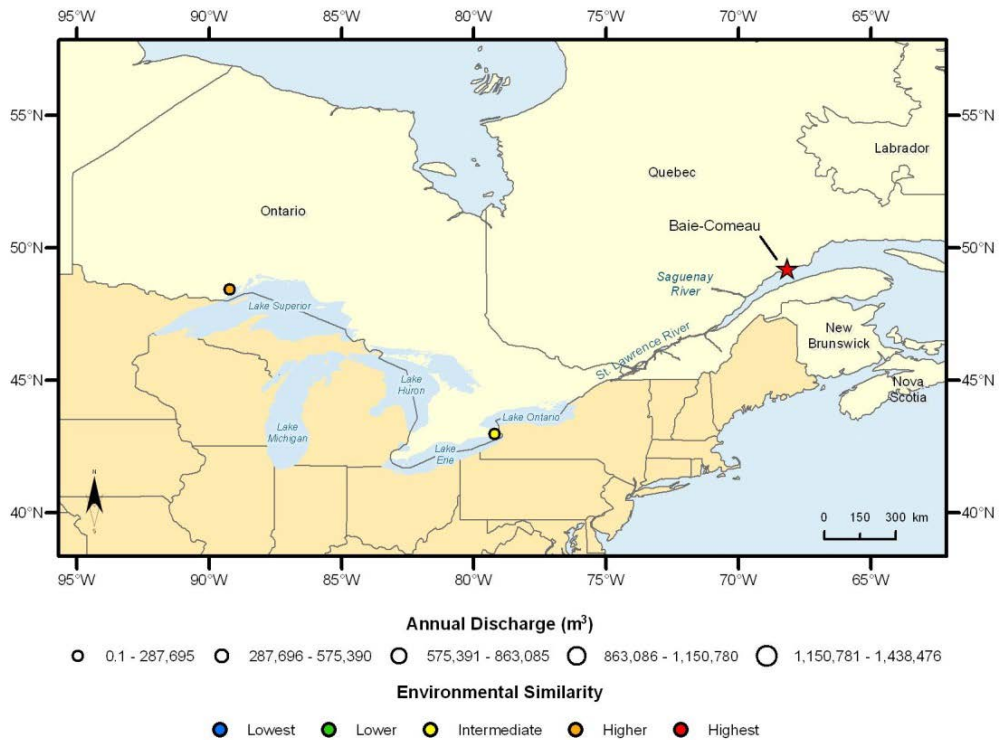 95°W 90°W 85°W 80°W 75°W 70°W 65°W
55°N 55°N
Labrador
Quebec
Ontario
Baie-Comeau
50°N 50°N
Saguenay
River
Lake Superior
St. Lawrence River
New
Brunswick
45°N 45°N
Lake
Huron
Nova
Scotia
Lake Ontario
Lake
Michigan
Lake
Erie
N
S
40°N 40°N
0 150 300 km
95°W 90°W 85°W 80°W 75°W 70°W 65°W
Annual Discharge (m³)
0.1 - 287,695 287,696 - 575,390 575,391 - 863,085 863,086 - 1,150,780 1,150,781 - 1,438,476
Environmental Similarity
Lowest Lower Intermediate Higher Highest